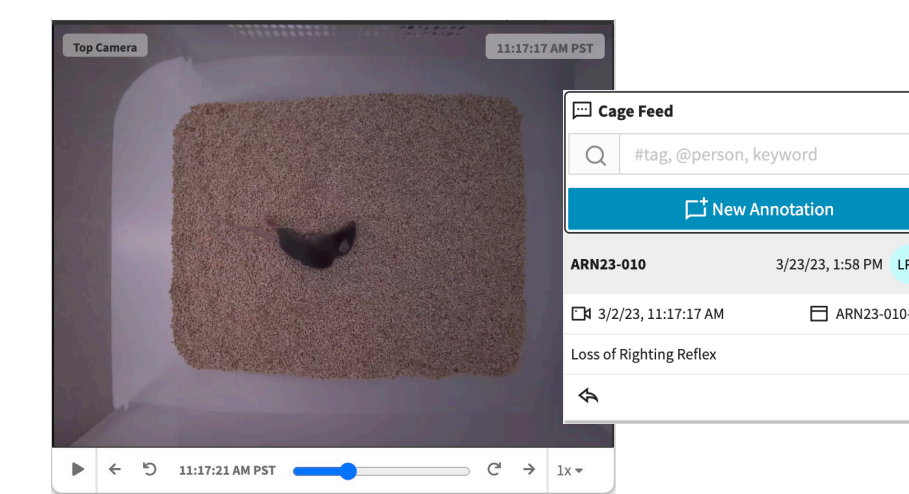 Top Camera
11:17:17 AM PST
Cage Feed
#tag, @person, keyword
New Annotation
ARN23-010
3/23/23, 1:58 PM
3/2/23, 11:17:17 AM
ARN23-010-
Loss of Righting Reflex
11:17:21 AM PST
1x